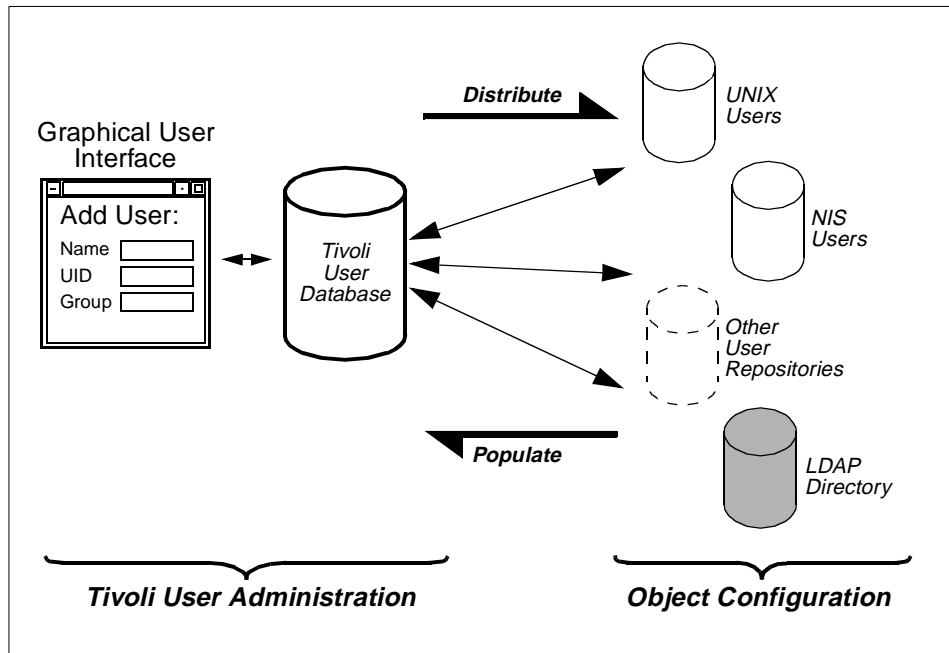 Distribute
UNIX
Users
Graphical User
Interface
Add User:
Name
UID
Group
Tivoli
User
Database
NIS
Users
Other
User
Repositories
Populate
LDAP
Directory
Tivoli User Administration
Object Configuration